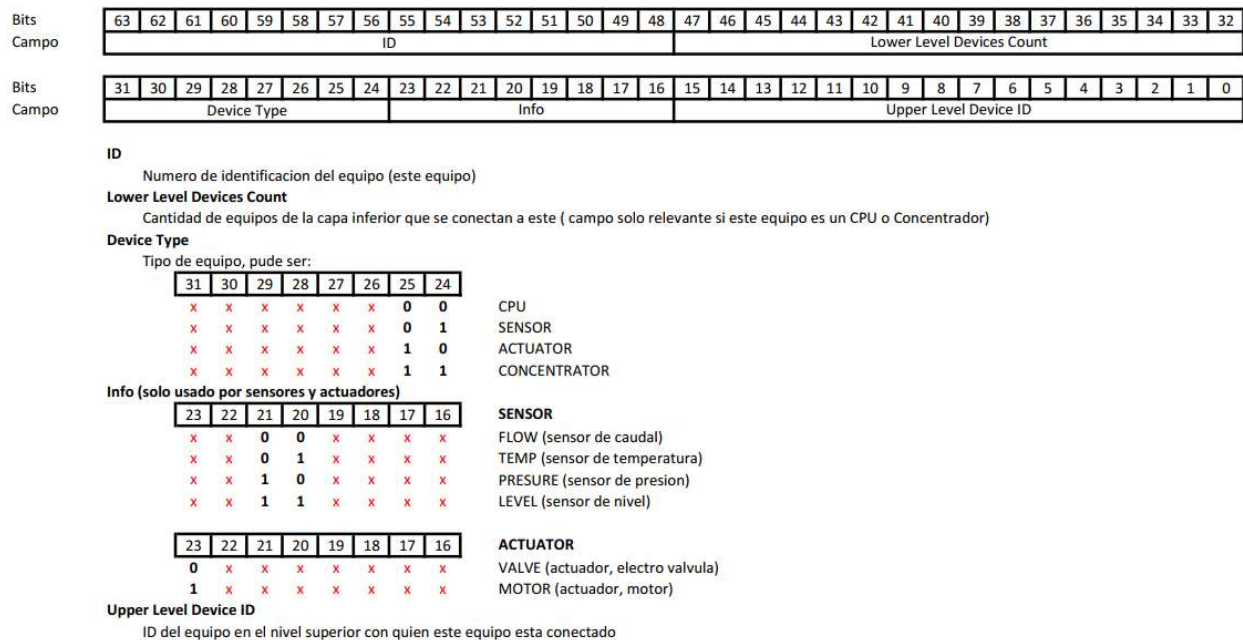 Bits 63 62 61 60 59 58 57 56 55 54 53 52 51 50 49 48 47 46 45 44 43 42 41 40 39 38 37 36 35 34 33 32
Campo ID Lower Level Devices Count
Bits 31 30 29 28 27 26 25 24 23 22 21 20 19 18 17 16 15 14 13 12 11 10 9 8 7 6 5 4 3 2 1 0
Campo Device Type Info Upper Level Device ID
ID
Numero de identificacion del equipo (este equipo)
Lower Level Devices Count
Cantidad de equipos de la capa inferior que se conectan a este ( campo solo relevante si este equipo es un CPU o Concentrador)
Device Type
Tipo de equipo, pude ser:
31 30 29 28 27 26 25 24
x x x x x x 0 0 CPU
x x x x x x 0 1 SENSOR
x x x x x x 1 0 ACTUATOR
x x x x x x 1 1 CONCENTRATOR
Info (solo usado por sensores y actuadores)
23 22 21 20 19 18 17 16 SENSOR
x x 0 0 x x x x FLOW (sensor de caudal)
x x 0 1 x x x x TEMP (sensor de temperatura)
x x 1 0 x x x x PRESURE (sensor de presion)
x x 1 1 x x x x LEVEL (sensor de nivel)
23 22 21 20 19 18 17 16 ACTUATOR
0 x x x x x x x VALVE (actuador, electro valvula)
1 x x x x x x x MOTOR (actuador, motor)
Upper Level Device ID
ID del equipo en el nivel superior con quien este equipo esta conectado